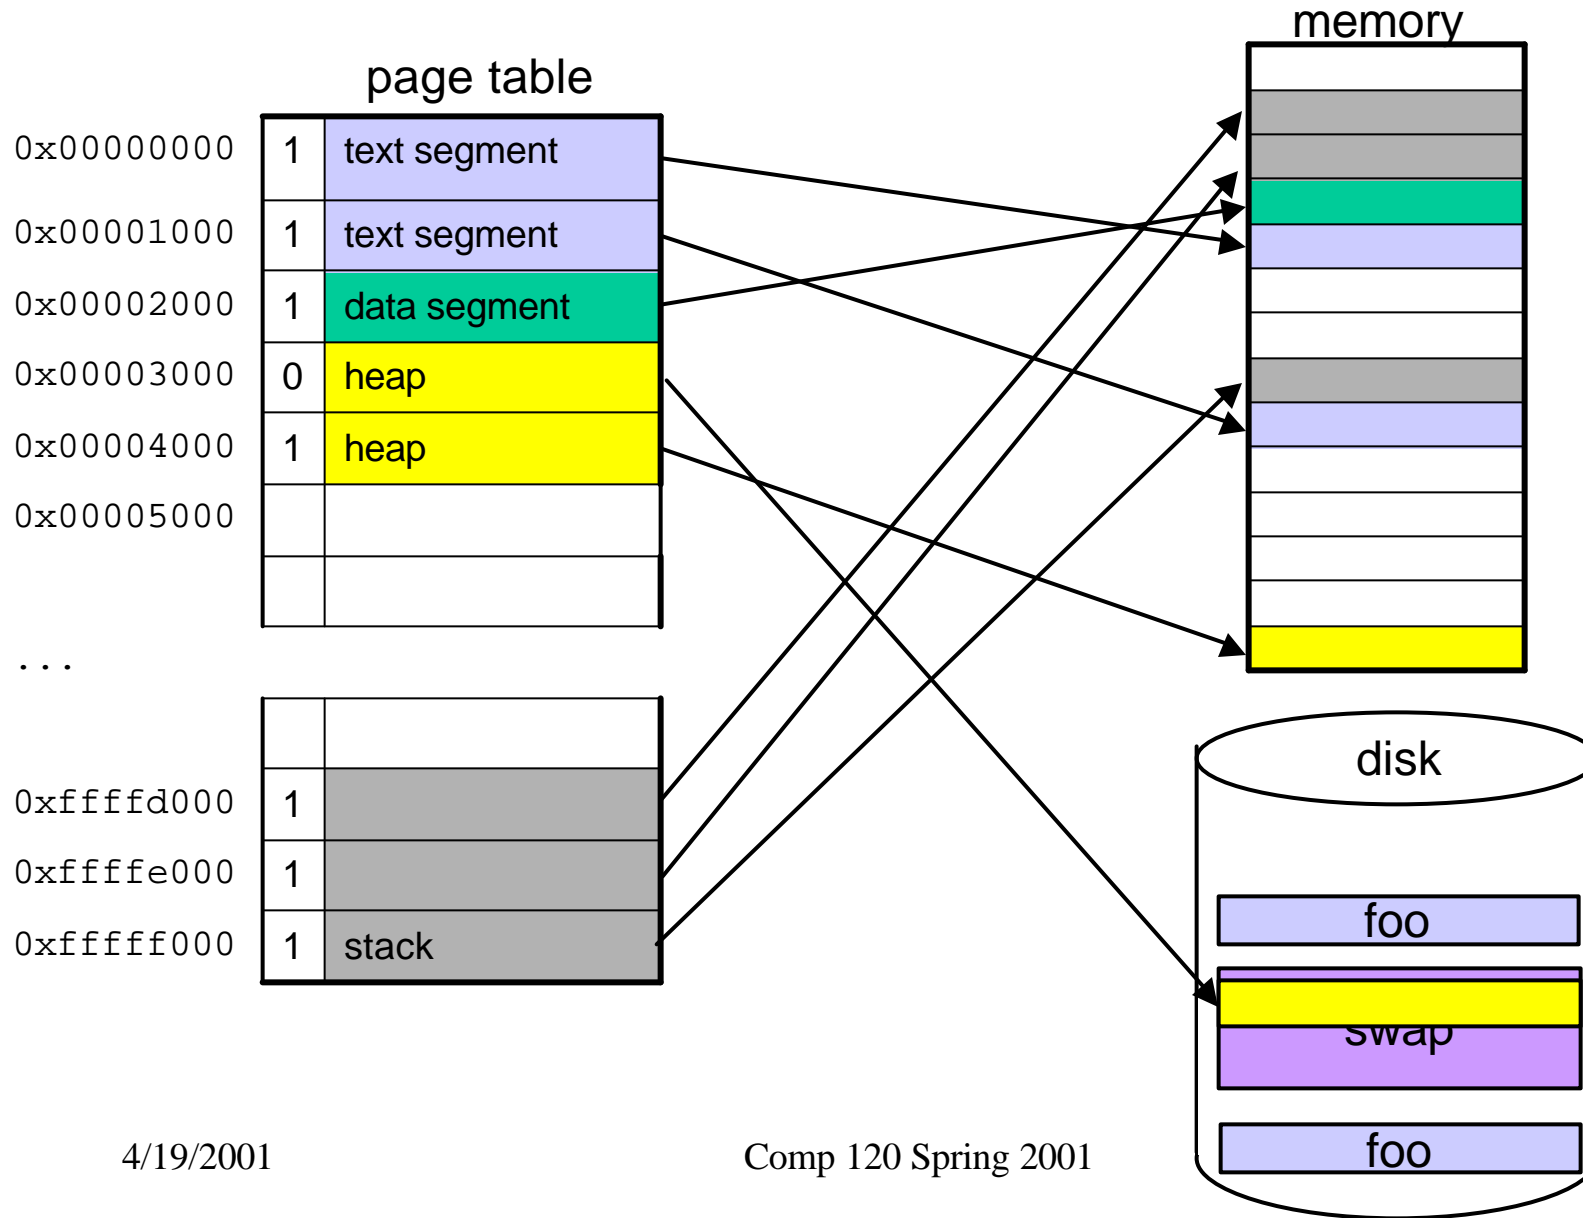 memory
page table
0x00000000 1 text segment
0x00001000 1 text segment
0x00002000 1 data segment
0x00003000 0 heap
0x00004000 1 heap
0x00005000
...
0xffffd000 1
0xffffe000 1
0xfffff000 1 stack
disk
foo
swap
foo
4/19/2001 Comp 120 Spring 2001